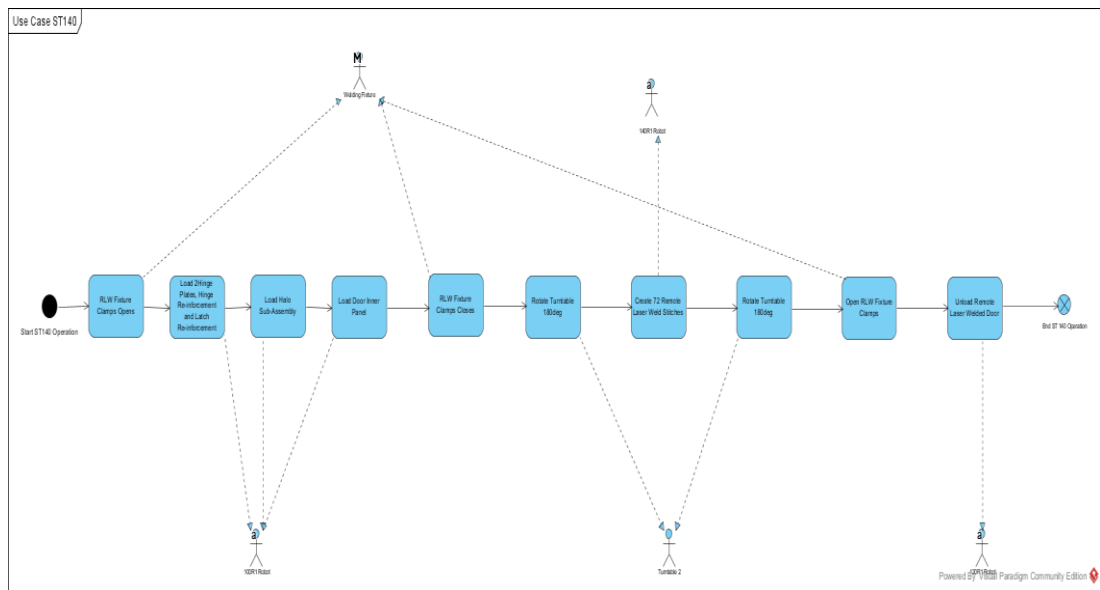 Use Case ST140
M
Welding Fixture
a
140R1 Robot
RLW Fixture
Clamps Opens
Load 2Hinge
Plates, Hinge
Re-inforcement
and Latch
Re-inforcement
Load Halo
Sub-Assembly
Load Door Inner
Panel
RLW Fixture
Clamps Closes
Rotate Turntable
180deg
Create 72 Remote
Laser Weld Stitches
Rotate Turntable
180deg
Open RLW Fixture
Clamps
Unload Remote
Laser Welded Door
Start ST140 Operation
End ST 140 Operation
a
100R1 Robot
Turntable 2
a
Robot
Powered By Visual Paradigm Community Edition